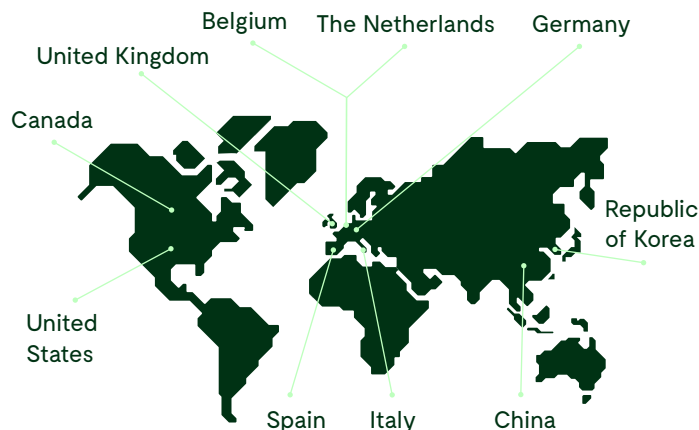 Belgium
The Netherlands
Germany
United Kingdom
Canada
Republic
of Korea
United
States
Spain
Italy
China